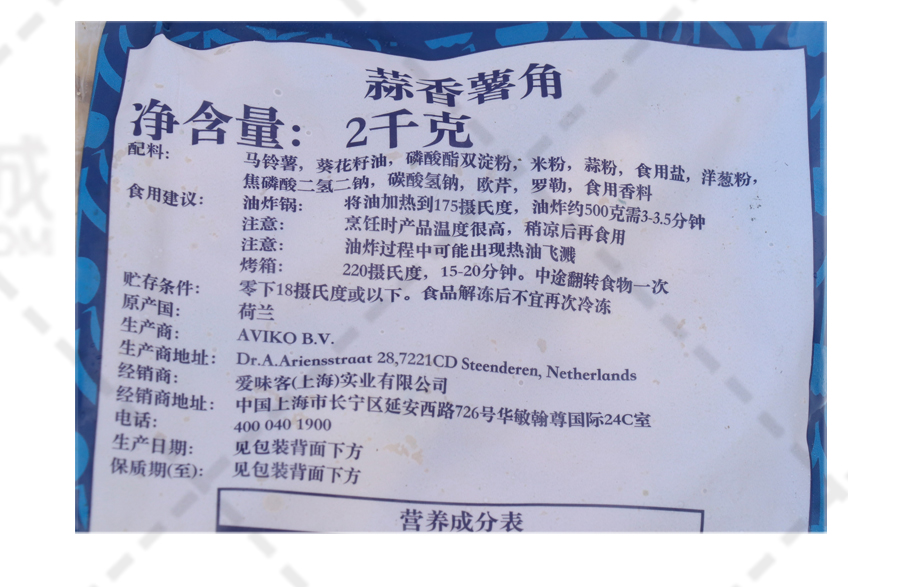 蒜香薯角
净含量: 2千克
配料: 马铃薯, 葵花籽油, 磷酸酯双淀粉, 米粉, 蒜粉, 食用盐, 洋葱粉,
焦磷酸二氢二钠, 碳酸氢钠, 欧芹, 罗勒, 食用香料
食用建议: 油炸锅: 将油加热到175摄氏度, 油炸约500克需3-3.5分钟
注意: 烹饪时产品温度很高, 稍凉后再食用
注意: 油炸过程中可能出现热油飞溅
烤箱: 220摄氏度, 15-20分钟。中途翻转食物一次
贮存条件: 零下18摄氏度或以下。食品解冻后不宜再次冷冻
原产国: 荷兰
生产商: AVIKO B.V.
生产商地址: Dr.A.Ariensstraat 28,7221CD Steenderen, Netherlands
经销商: 爱味客(上海)实业有限公司
经销商地址: 中国上海市长宁区延安西路726号华敏翰尊国际24C室
电话: 400 040 1900
生产日期: 见包装背面下方
保质期(至): 见包装背面下方
营养成分表